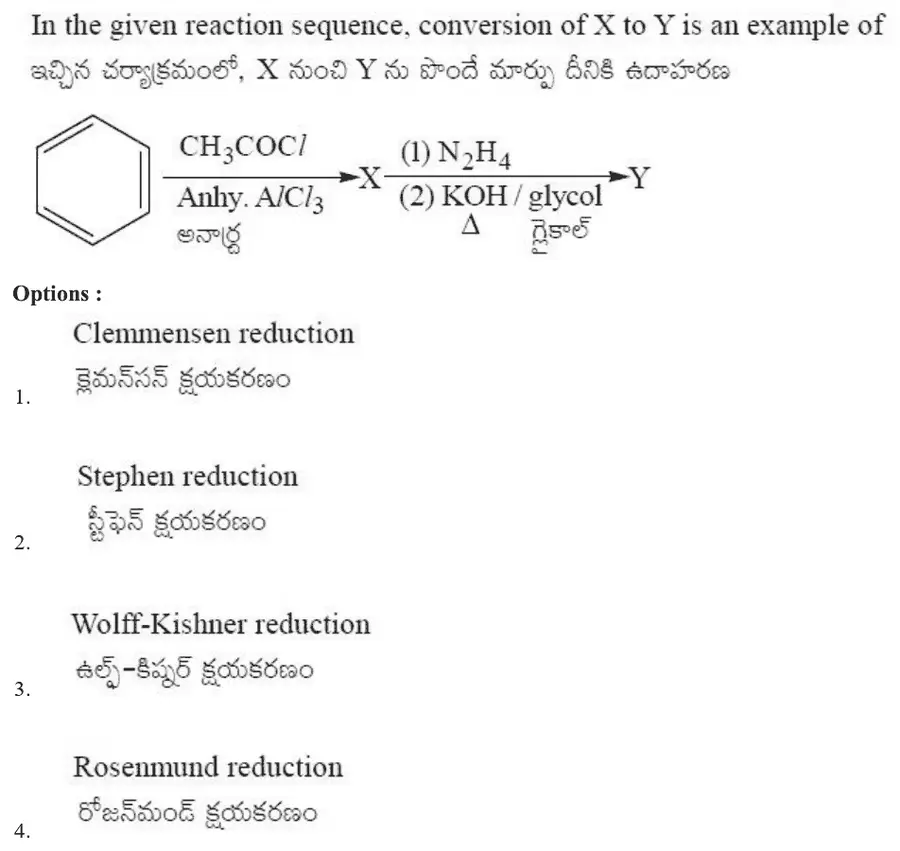 In the given reaction sequence, conversion of X to Y is an example of
ఇచ్చిన చర్యాక్రమంలో, X నుంచి Y ను పొందే మార్పు దీనికి ఉదాహరణ
CH₃COCl
Anhy. AlCl₃
అనార్ద్ర
X
(1) N₂H₄
(2) KOH / glycol
Δ గ్లైకాల్
Y
Options :
Clemmensen reduction
క్లెమన్‌సన్ క్షయకరణం
1.
Stephen reduction
స్టీఫెన్ క్షయకరణం
2.
Wolff-Kishner reduction
ఉల్ఫ్-కిష్నర్ క్షయకరణం
3.
Rosenmund reduction
రోజన్‌మండ్ క్షయకరణం
4.